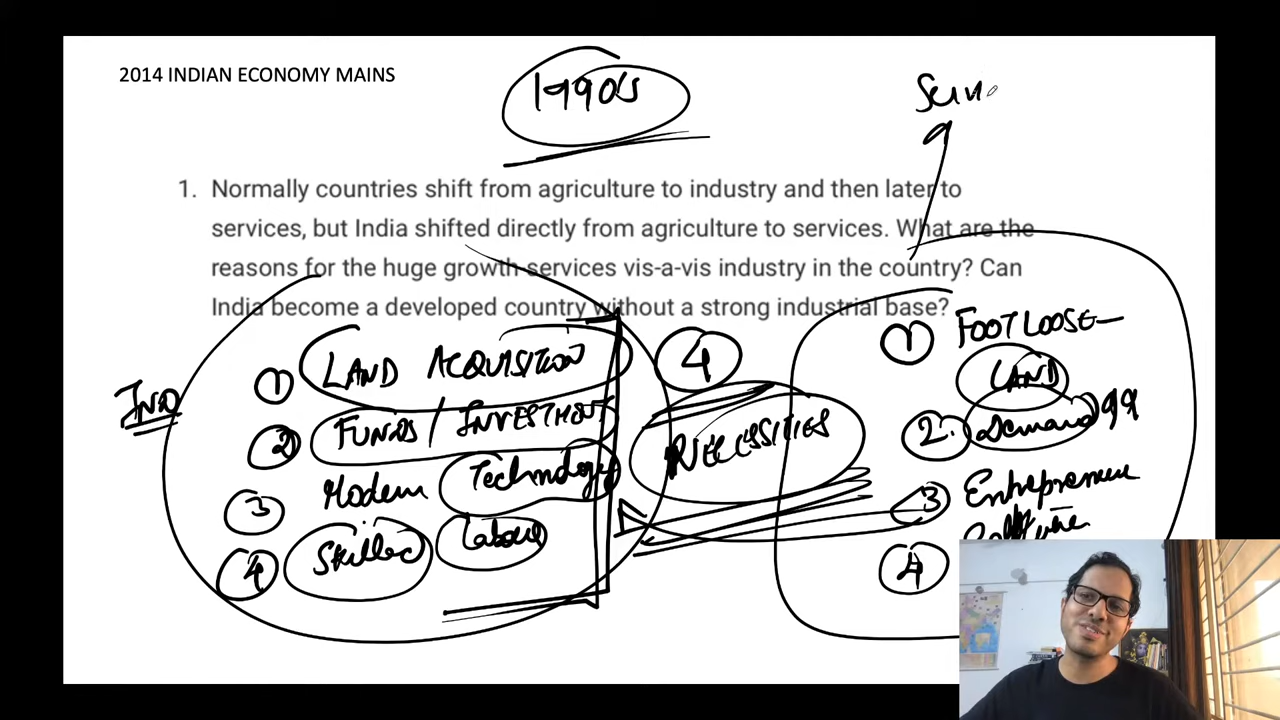 2014 INDIAN ECONOMY MAINS
1990's
1. Normally countries shift from agriculture to industry and then later to
services, but India shifted directly from agriculture to services. What are the
reasons for the huge growth services vis-a-vis industry in the country? Can
India become a developed country without a strong industrial base?
IND
1 LAND ACQUISITION
2 FUNDS / INVESTMENT
3 Modern Technology
4 Skilled Labour
4
NECESSITIES
1 FOOTLOOSE
LAND
2. Demand
3 Entrepreneur
4